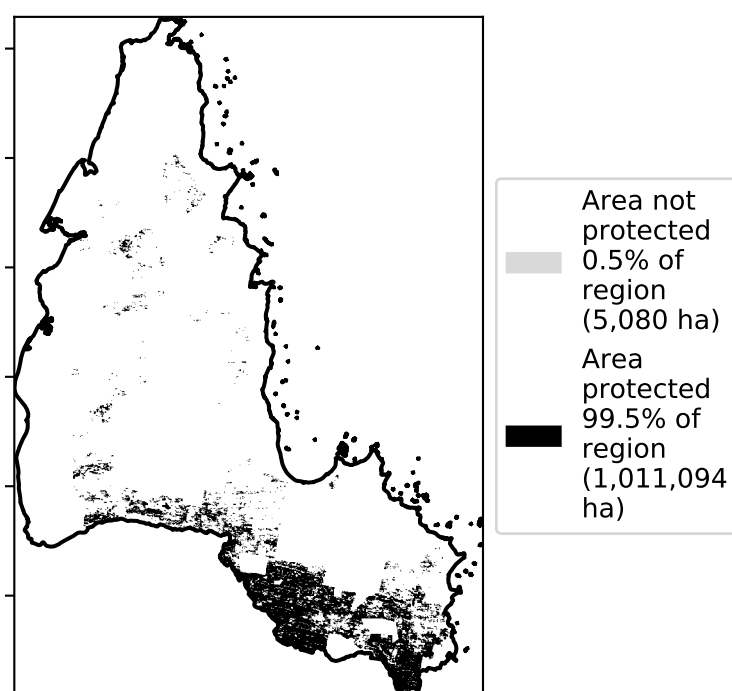 Area not
protected
0.5% of
region
(5,080 ha)
Area
protected
99.5% of
region
(1,011,094
ha)